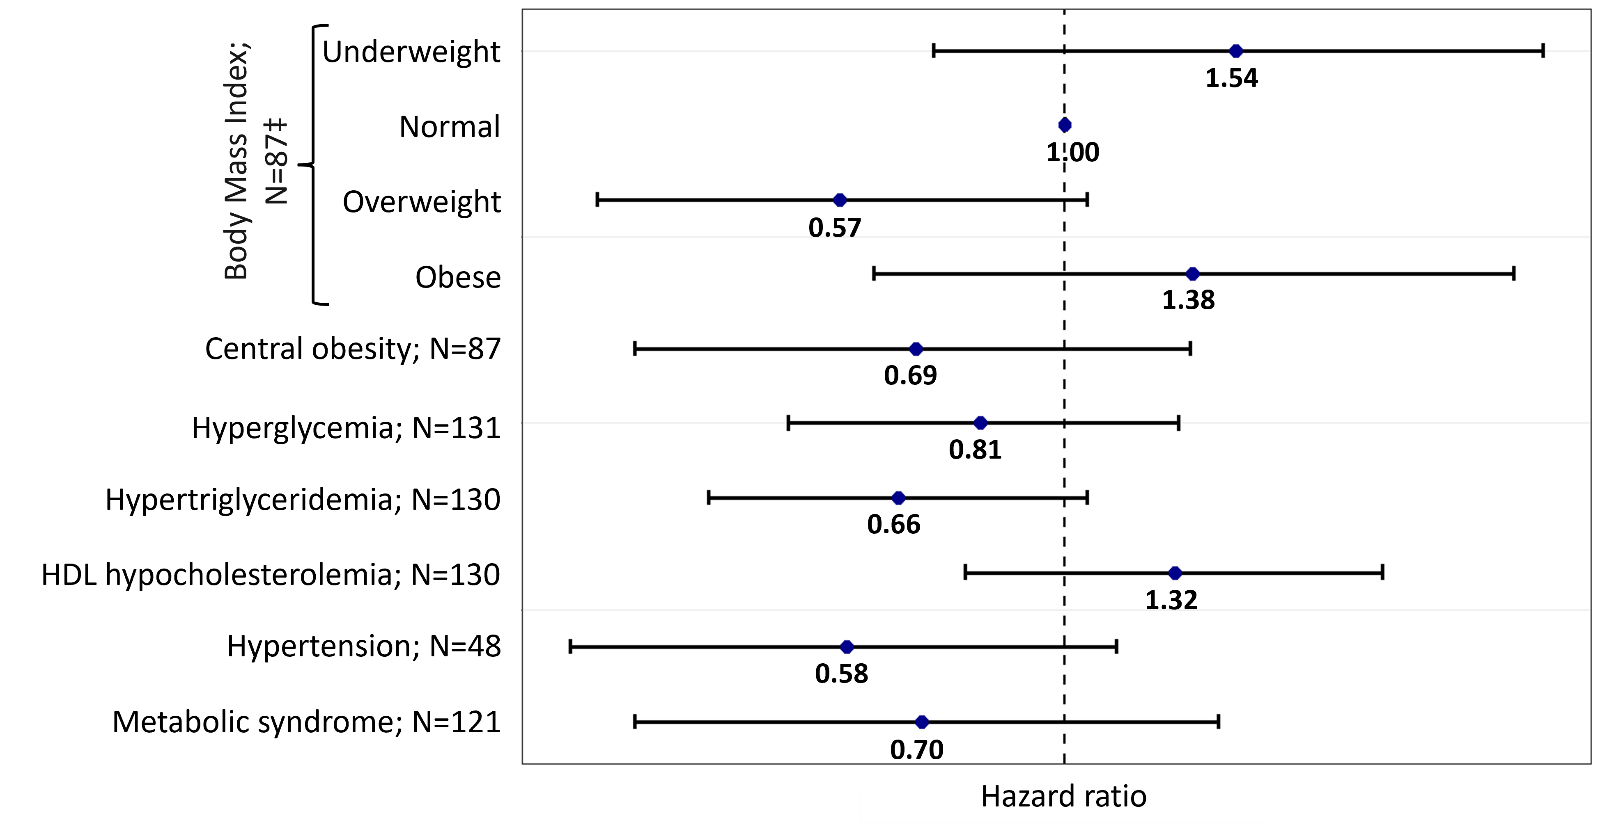 Body Mass Index;
N=87‡
Underweight
1.54
Normal
1.00
Overweight
0.57
Obese
1.38
Central obesity; N=87
0.69
Hyperglycemia; N=131
0.81
Hypertriglyceridemia; N=130
0.66
HDL hypocholesterolemia; N=130
1.32
Hypertension; N=48
0.58
Metabolic syndrome; N=121
0.70
Hazard ratio